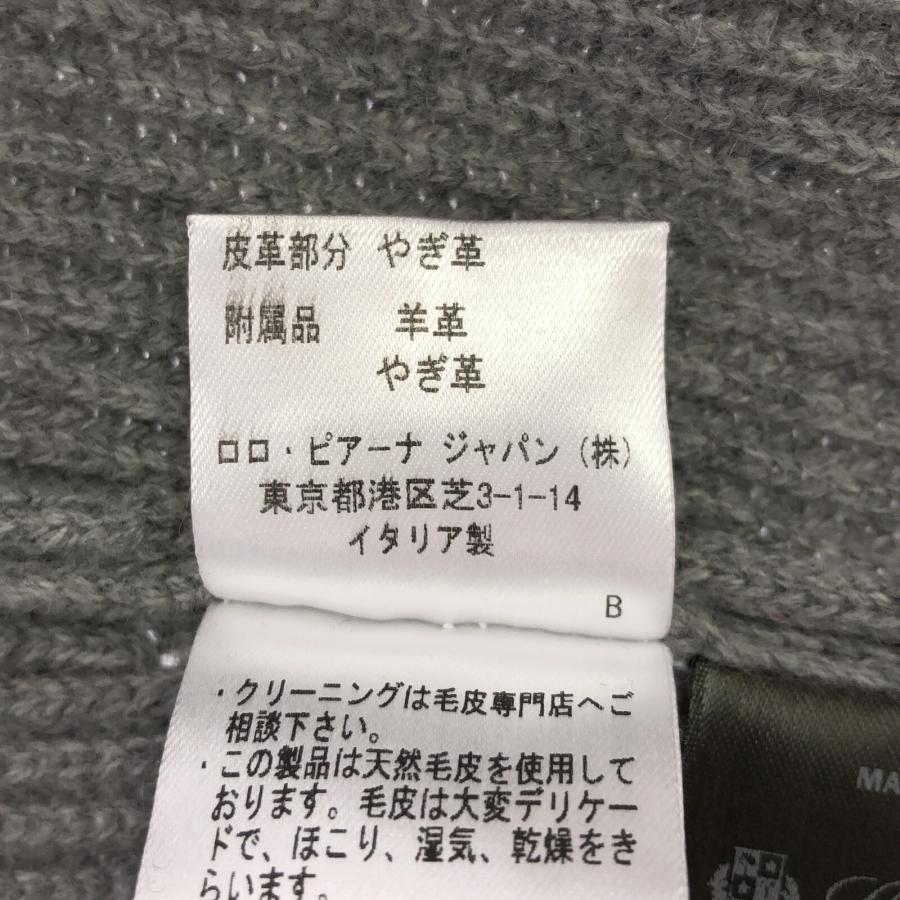 皮革部分 やぎ革
附属品 羊革
やぎ革
ロロ・ピアーナ ジャパン(株)
東京都港区芝3-1-14
イタリア製
B
・クリーニングは毛皮専門店へご
相談下さい。
・この製品は天然毛皮を使用して
おります。毛皮は大変デリケー
ドで、ほこり、湿気、乾燥をき
らいます。
MA